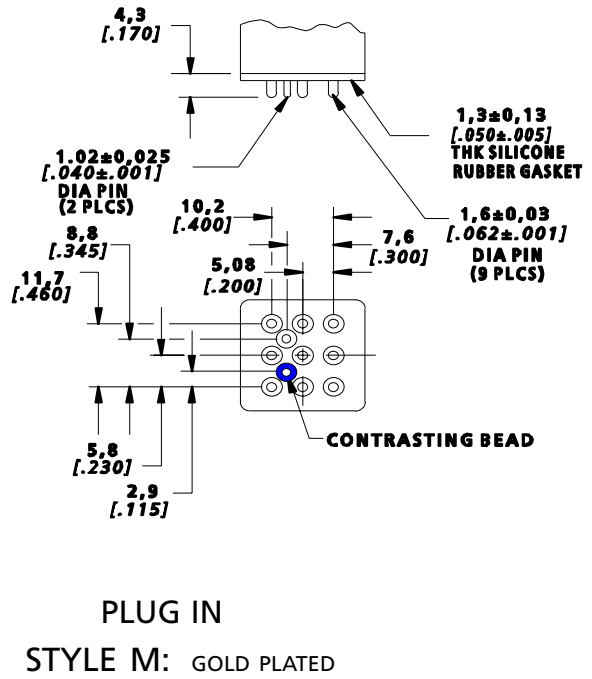 4,3
[.170]
1,3±0,13
[.050±.005]
THK SILICONE
RUBBER GASKET
1.02±0,025
[.040±.001]
DIA PIN
(2 PLCS)
10,2
[.400]
1,6±0,03
[.062±.001]
DIA PIN
(9 PLCS)
8,8
[.345]
7,6
[.300]
5,08
[.200]
11,7
[.460]
CONTRASTING BEAD
5,8
[.230]
2,9
[.115]
PLUG IN
STYLE M: GOLD PLATED